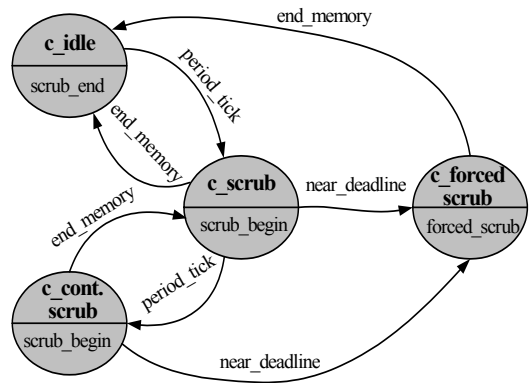 end_memory
c_idle
scrub_end
period_tick
end_memory
c_scrub
scrub_begin
near_deadline
c_forced
scrub
forced_scrub
end_memory
period_tick
c_cont.
scrub
scrub_begin
near_deadline